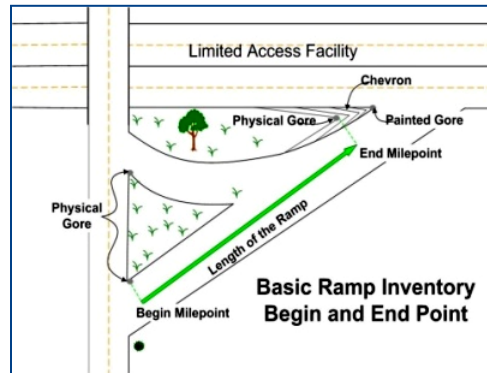 Limited Access Facility
Chevron
Physical Gore
Painted Gore
End Milepoint
Physical
Gore
Length of the Ramp
Begin Milepoint
Basic Ramp Inventory
Begin and End Point